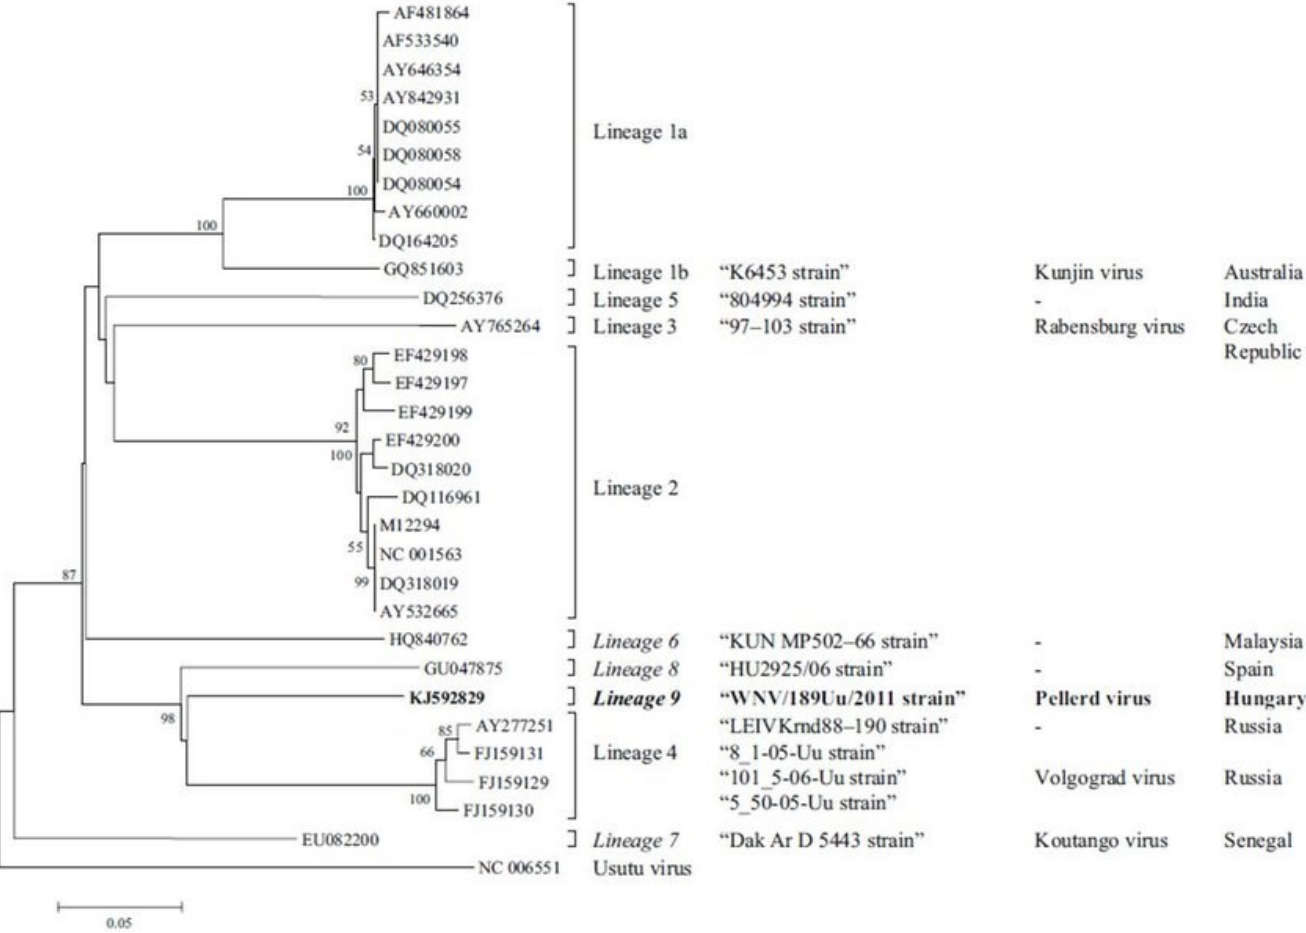 AF481864
AF533540
AY646354
53 AY842931
DQ080055
Lineage 1a
54 DQ080058
DQ080054
100
AY660002
100
DQ164205
GQ851603 Lineage 1b “K6453 strain” Kunjin virus Australia
DQ256376 Lineage 5 “804994 strain” - India
AY765264 Lineage 3 “97–103 strain” Rabensburg virus Czech
Republic
80 EF429198
EF429197
EF429199
92
EF429200
100
DQ318020
Lineage 2
DQ116961
M12294
55
NC 001563
99 DQ318019
87
AY532665
HQ840762 Lineage 6 “KUN MP502–66 strain” - Malaysia
GU047875 Lineage 8 “HU2925/06 strain” - Spain
KJ592829 Lineage 9 “WNV/189Uu/2011 strain” Pellerd virus Hungary
98
85 AY277251 “LEIVKrnd88–190 strain” - Russia
66 FJ159131 Lineage 4 “8_1-05-Uu strain”
FJ159129 “101_5-06-Uu strain” Volgograd virus Russia
100
FJ159130 “5_50-05-Uu strain”
EU082200 Lineage 7 “Dak Ar D 5443 strain” Koutango virus Senegal
NC 006551 Usutu virus
0.05